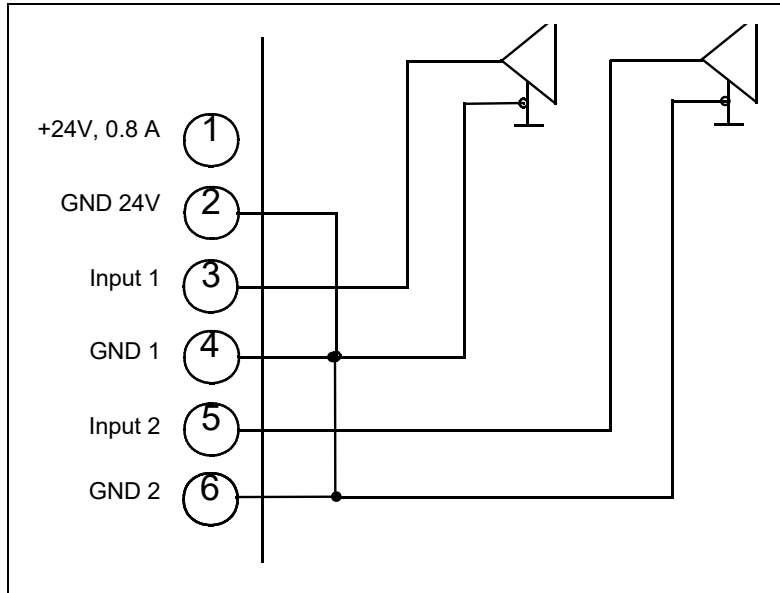 +24V, 0.8 A 1
GND 24V 2
Input 1 3
GND 1 4
Input 2 5
GND 2 6